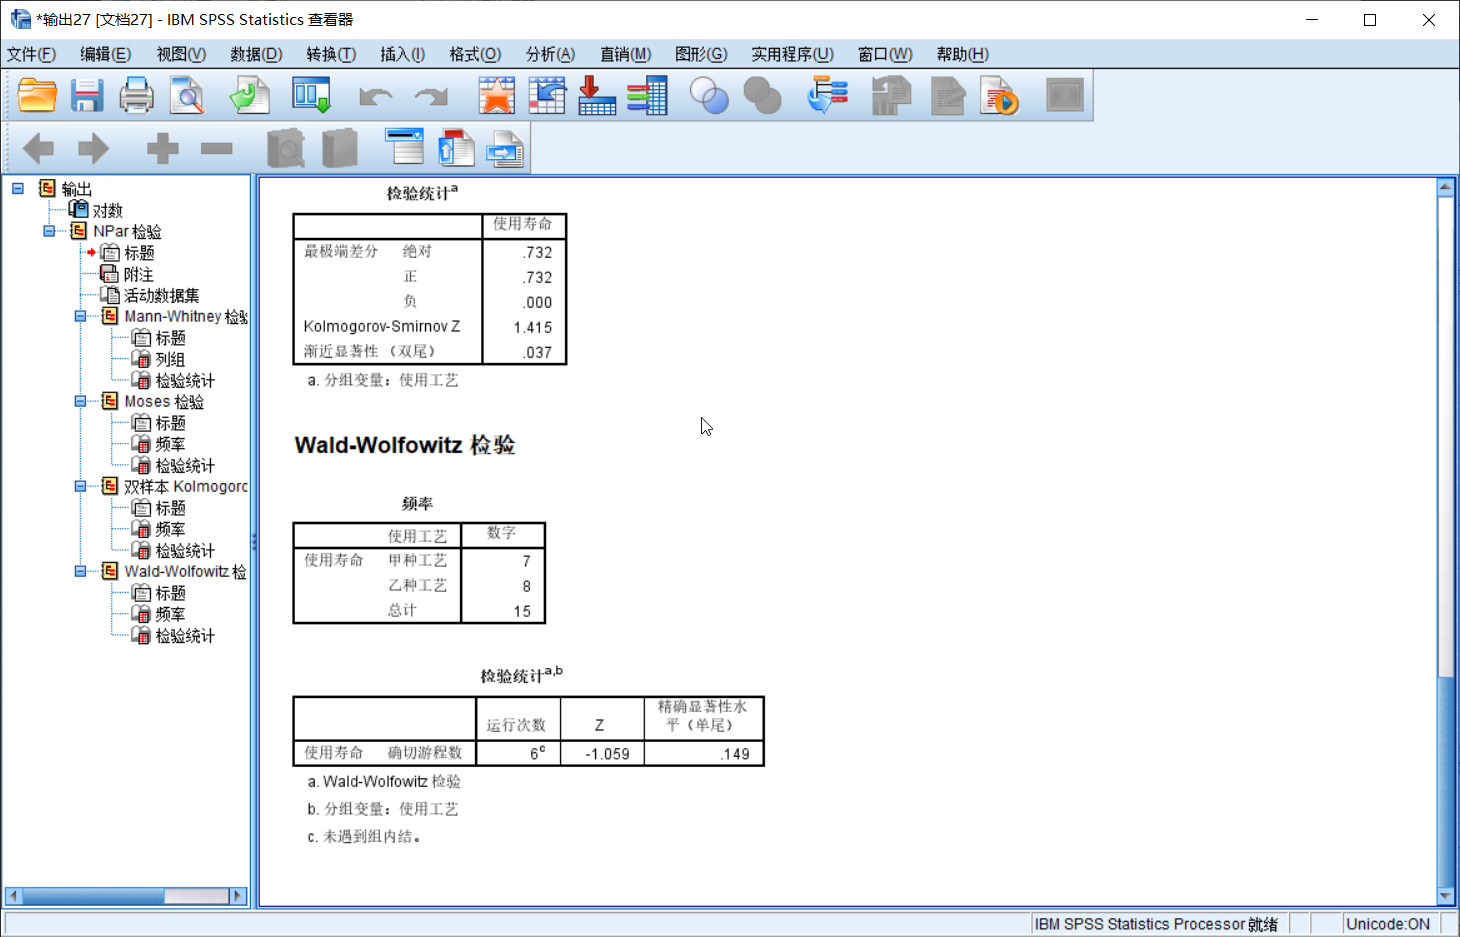 *输出27 [文档27] - IBM SPSS Statistics 查看器
文件(F) 编辑(E) 视图(V) 数据(D) 转换(T) 插入(I) 格式(O) 分析(A) 直销(M) 图形(G) 实用程序(U) 窗口(W) 帮助(H)
输出
对数
NPar 检验
标题
附注
活动数据集
Mann-Whitney 检验
标题
列组
检验统计
Moses 检验
标题
频率
检验统计
双样本 Kolmogoro
标题
频率
检验统计
Wald-Wolfowitz 检
标题
频率
检验统计
检验统计a
使用寿命
最极端差分 绝对 .732
正 .732
负 .000
Kolmogorov-Smirnov Z 1.415
渐近显著性（双尾） .037
a. 分组变量：使用工艺
Wald-Wolfowitz 检验
频率
使用工艺 数字
使用寿命 甲种工艺 7
乙种工艺 8
总计 15
检验统计a,b
运行次数 Z 精确显著性水平（单尾）
使用寿命 确切游程数 6c -1.059 .149
a. Wald-Wolfowitz 检验
b. 分组变量：使用工艺
c. 未遇到组内结。
IBM SPSS Statistics Processor 就绪 Unicode:ON